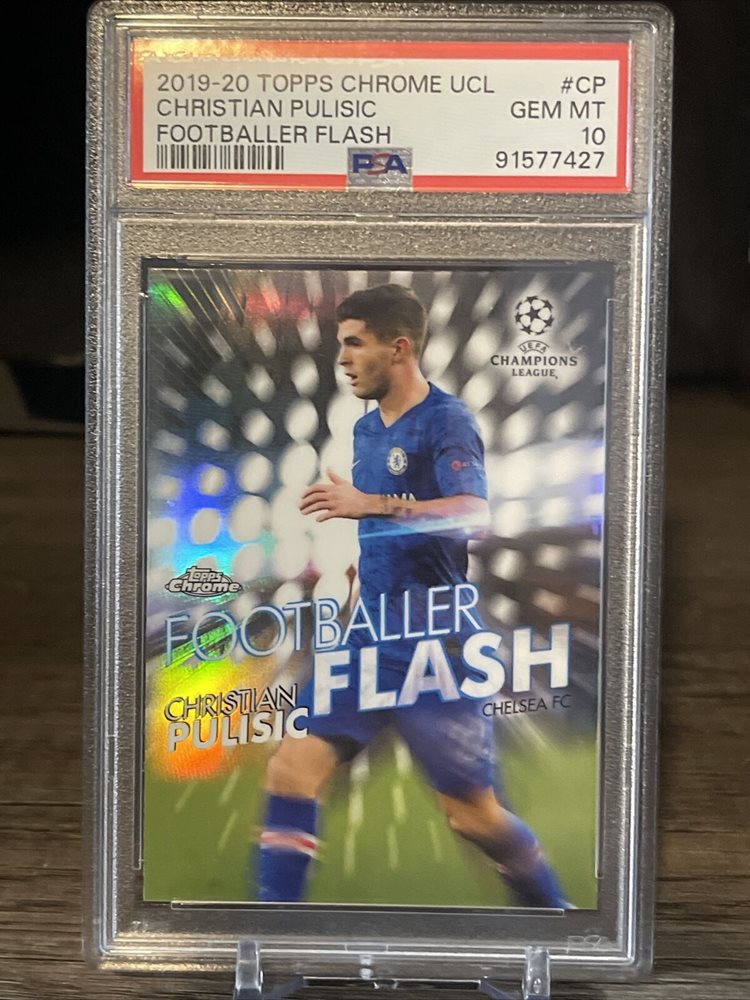 2019-20 TOPPS CHROME UCL #CP
CHRISTIAN PULISIC GEM MT
FOOTBALLER FLASH 10
PSA 91577427
UEFA
CHAMPIONS
LEAGUE
Topps
Chrome
FOOTBALLER
FLASH
CHRISTIAN
PULISIC
CHELSEA FC